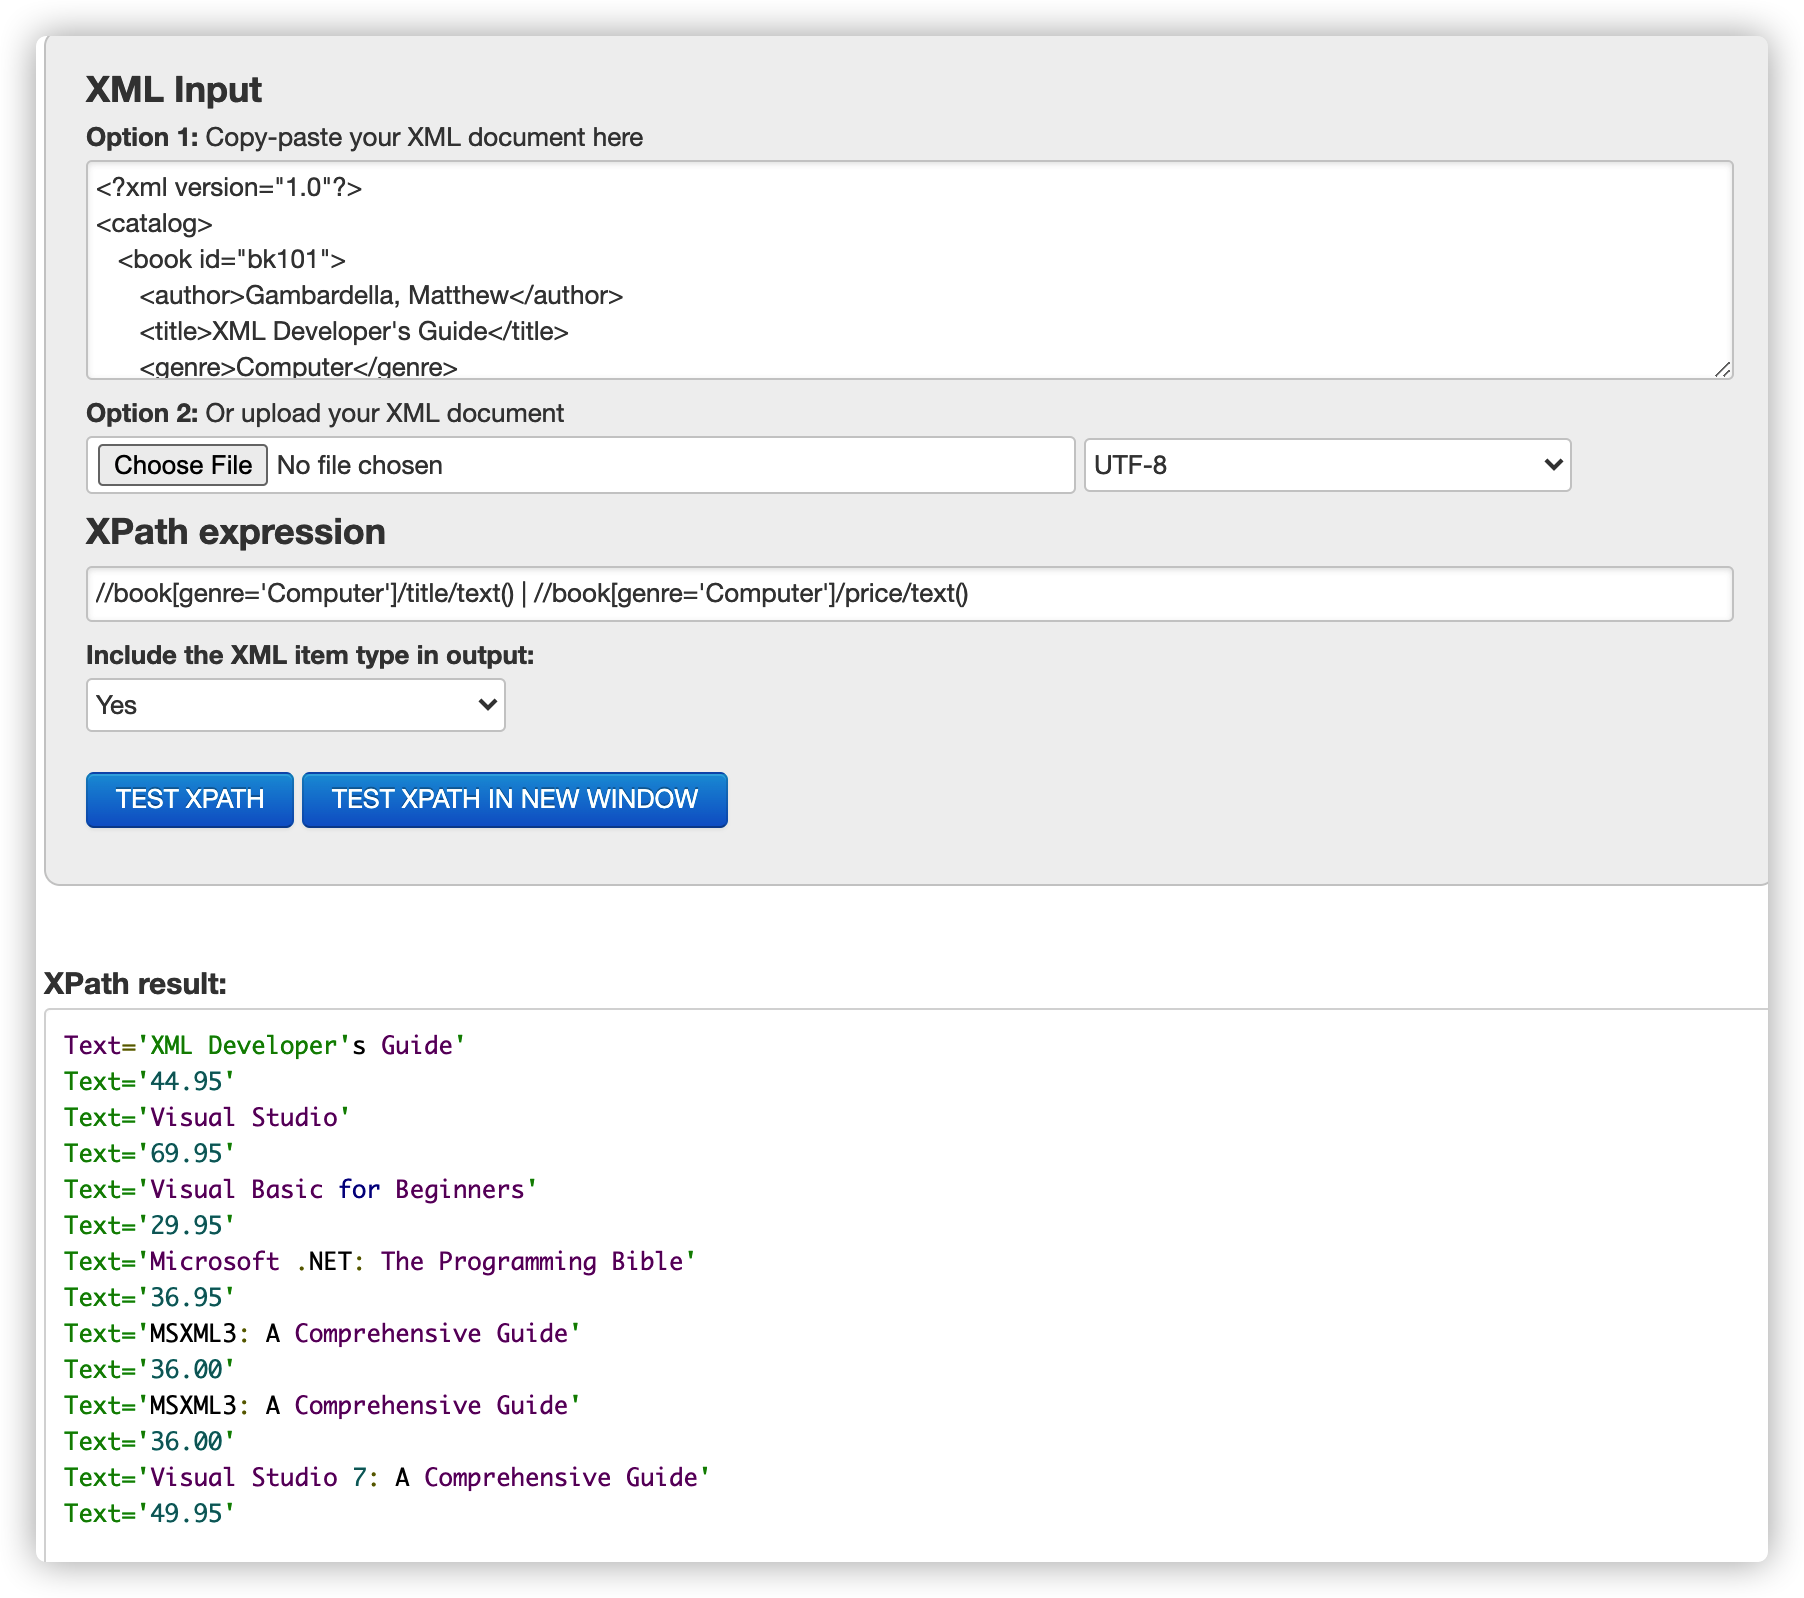 XML Input
Option 1: Copy-paste your XML document here
<?xml version="1.0"?>
<catalog>
<book id="bk101">
<author>Gambardella, Matthew</author>
<title>XML Developer's Guide</title>
<genre>Computer</genre>
Option 2: Or upload your XML document
Choose File No file chosen UTF-8
XPath expression
//book[genre='Computer']/title/text() | //book[genre='Computer']/price/text()
Include the XML item type in output:
Yes
TEST XPATH TEST XPATH IN NEW WINDOW
XPath result:
Text='XML Developer's Guide'
Text='44.95'
Text='Visual Studio'
Text='69.95'
Text='Visual Basic for Beginners'
Text='29.95'
Text='Microsoft .NET: The Programming Bible'
Text='36.95'
Text='MSXML3: A Comprehensive Guide'
Text='36.00'
Text='MSXML3: A Comprehensive Guide'
Text='36.00'
Text='Visual Studio 7: A Comprehensive Guide'
Text='49.95'